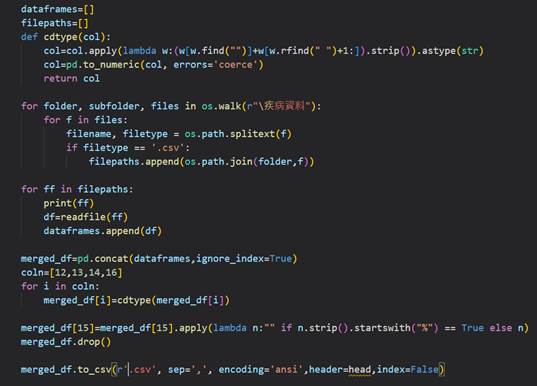 dataframes=[]
filepaths=[]
def cdtype(col):
    col=col.apply(lambda w:(w[w.find("")]+w[w.rfind(" ")+1:]).strip()).astype(str)
    col=pd.to_numeric(col, errors='coerce')
    return col

for folder, subfolder, files in os.walk(r"\疾病資料"):
    for f in files:
        filename, filetype = os.path.splitext(f)
        if filetype == '.csv':
            filepaths.append(os.path.join(folder,f))

for ff in filepaths:
    print(ff)
    df=readfile(ff)
    dataframes.append(df)

merged_df=pd.concat(dataframes,ignore_index=True)
coln=[12,13,14,16]
for i in coln:
    merged_df[i]=cdtype(merged_df[i])

merged_df[15]=merged_df[15].apply(lambda n:"" if n.strip().startswith("%") == True else n)
merged_df.drop()

merged_df.to_csv(r'.csv', sep=',', encoding='ansi',header=head,index=False)